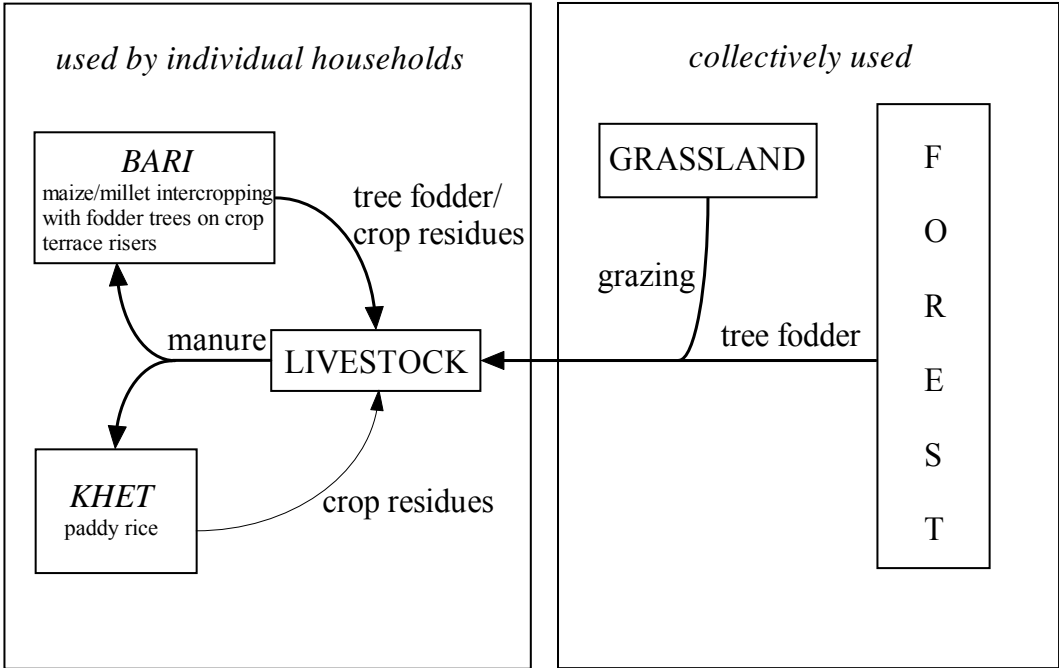 used by individual households
BARI
maize/millet intercropping
with fodder trees on crop
terrace risers
tree fodder/
crop residues
manure
LIVESTOCK
KHET
paddy rice
crop residues
collectively used
GRASSLAND
grazing
tree fodder
F
O
R
E
S
T